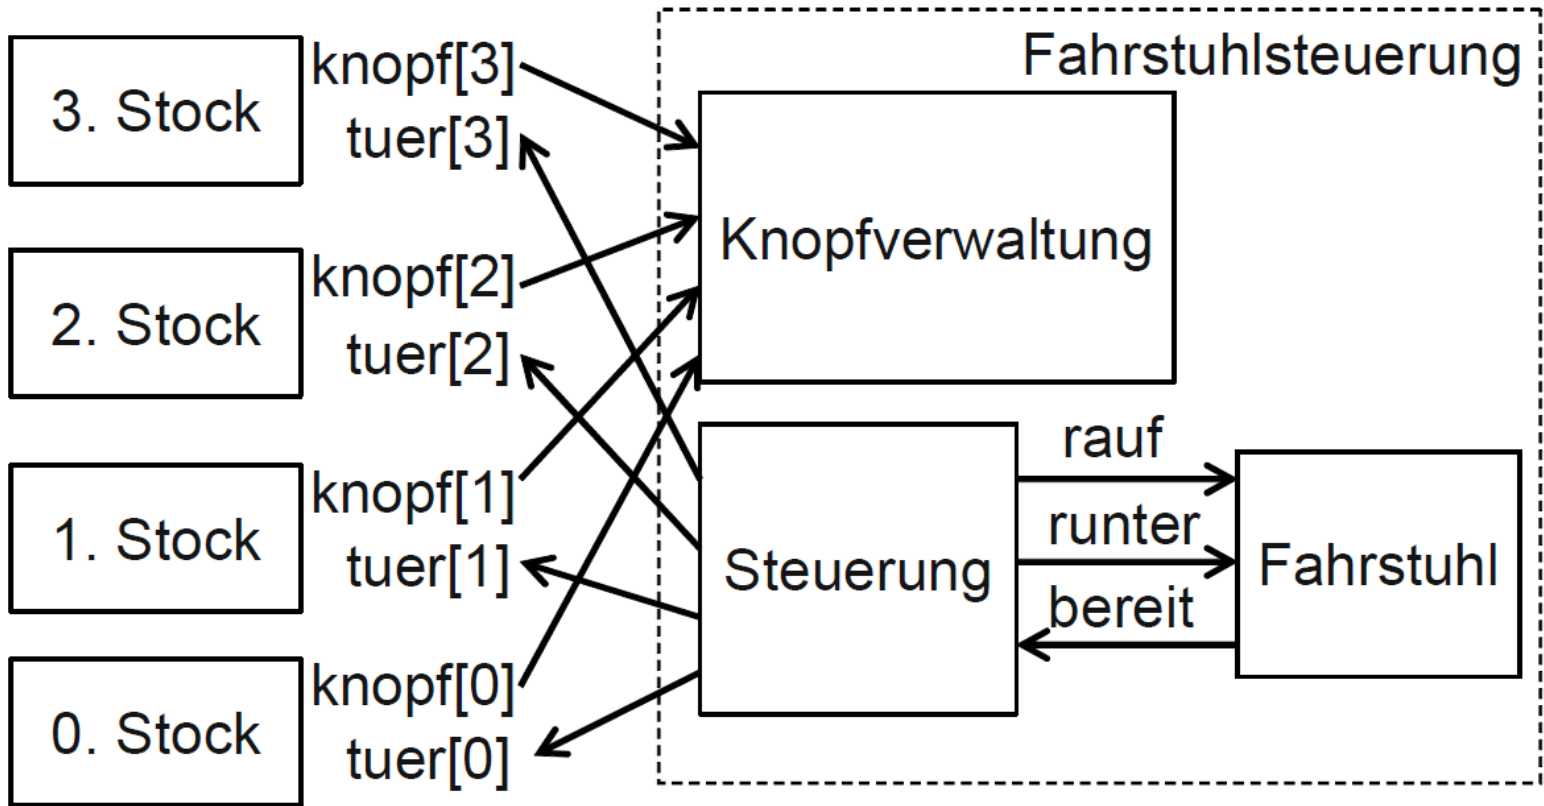 Fahrstuhlsteuerung
3. Stock
knopf[3]
tuer[3]
2. Stock
knopf[2]
tuer[2]
1. Stock
knopf[1]
tuer[1]
0. Stock
knopf[0]
tuer[0]
Knopfverwaltung
Steuerung
rauf
runter
bereit
Fahrstuhl